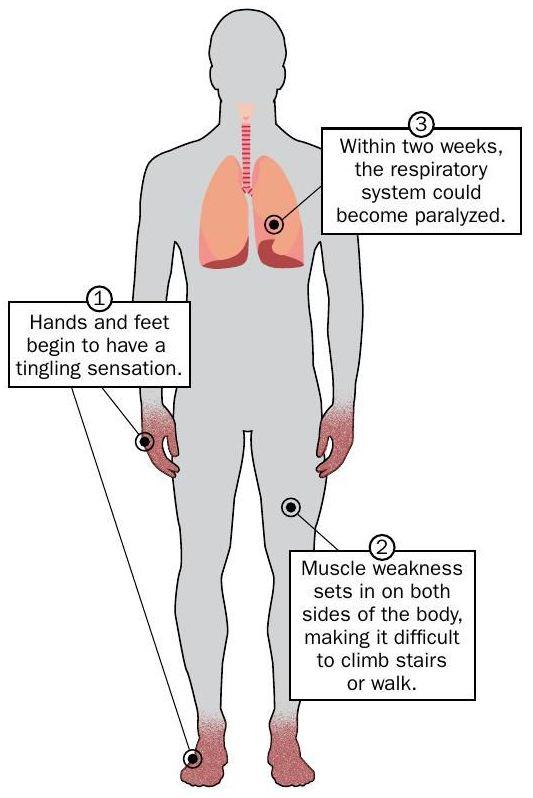 1
Hands and feet
begin to have a
tingling sensation.
2
Muscle weakness
sets in on both
sides of the body,
making it difficult
to climb stairs
or walk.
3
Within two weeks,
the respiratory
system could
become paralyzed.